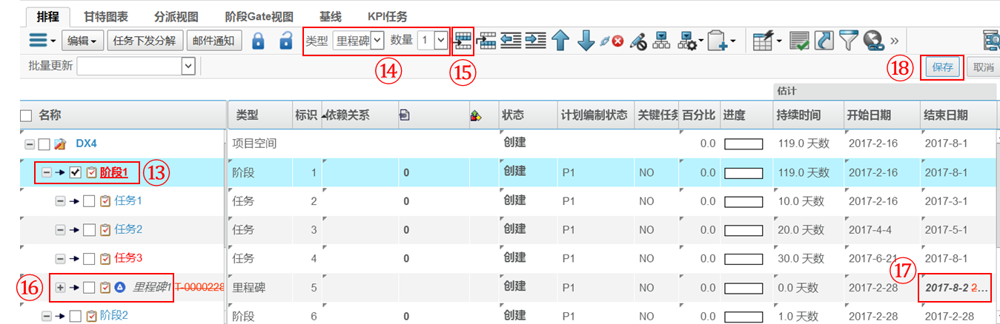 排程 甘特图表 分派视图 阶段Gate视图 基线 KPI任务
编辑 任务下发分解 邮件通知 类型 里程碑 数量 1 »
⑭ ⑮
批量更新 ⑱ 保存 取消
估计
名称 类型 标识 依赖关系 状态 计划编制状态 关键任务 百分比 进度 持续时间 开始日期 结束日期
DX4 项目空间 创建 0.0 119.0 天数 2017-2-16 2017-8-1
阶段1 ⑬ 阶段 1 0 创建 P1 NO 0.0 119.0 天数 2017-2-16 2017-8-1
任务1 任务 2 0 创建 P1 NO 0.0 10.0 天数 2017-2-16 2017-3-1
任务2 任务 3 0 创建 P1 NO 0.0 20.0 天数 2017-4-4 2017-5-1
任务3 任务 4 0 创建 P1 NO 0.0 30.0 天数 2017-6-21 2017-8-1
⑰
⑯ 里程碑1 T-0000228 里程碑 5 创建 P1 NO 0.0 0.0 天数 2017-2-28 2017-8-2 2...
阶段2 阶段 6 0 创建 P1 NO 0.0 1.0 天数 2017-2-28 2017-2-28